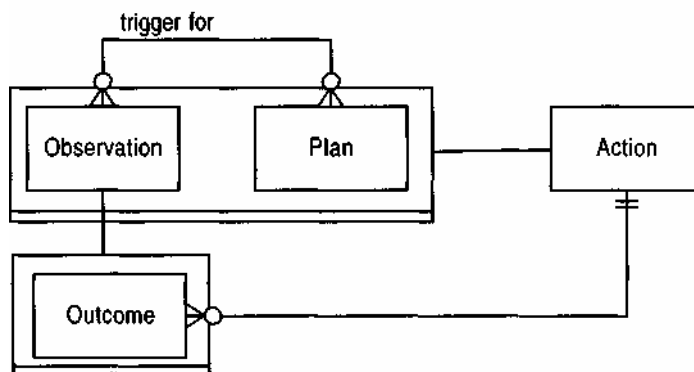 trigger for
Observation
Plan
Action
Outcome